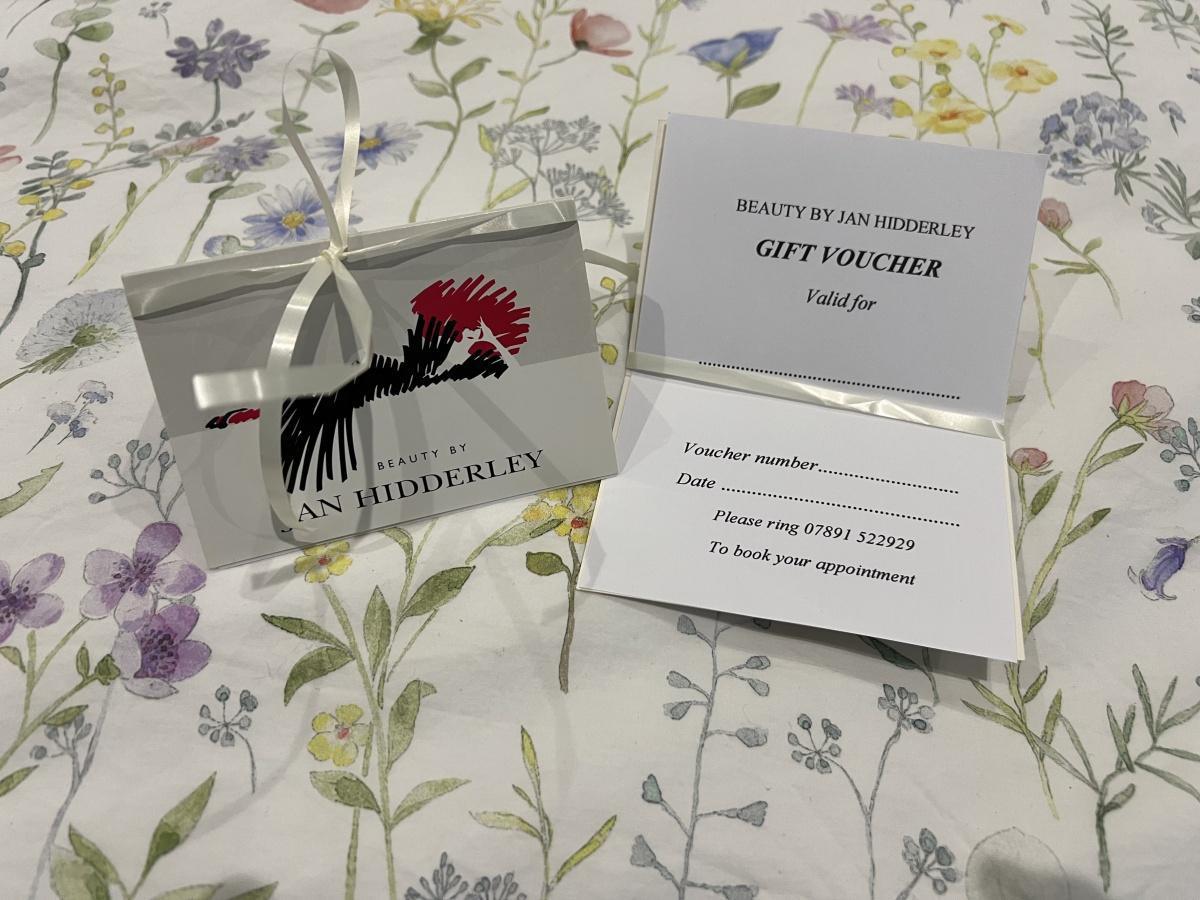 BEAUTY BY
JAN HIDDERLEY
BEAUTY BY JAN HIDDERLEY
GIFT VOUCHER
Valid for
................................................
Voucher number...........................
Date ..............................................
Please ring 07891 522929
To book your appointment